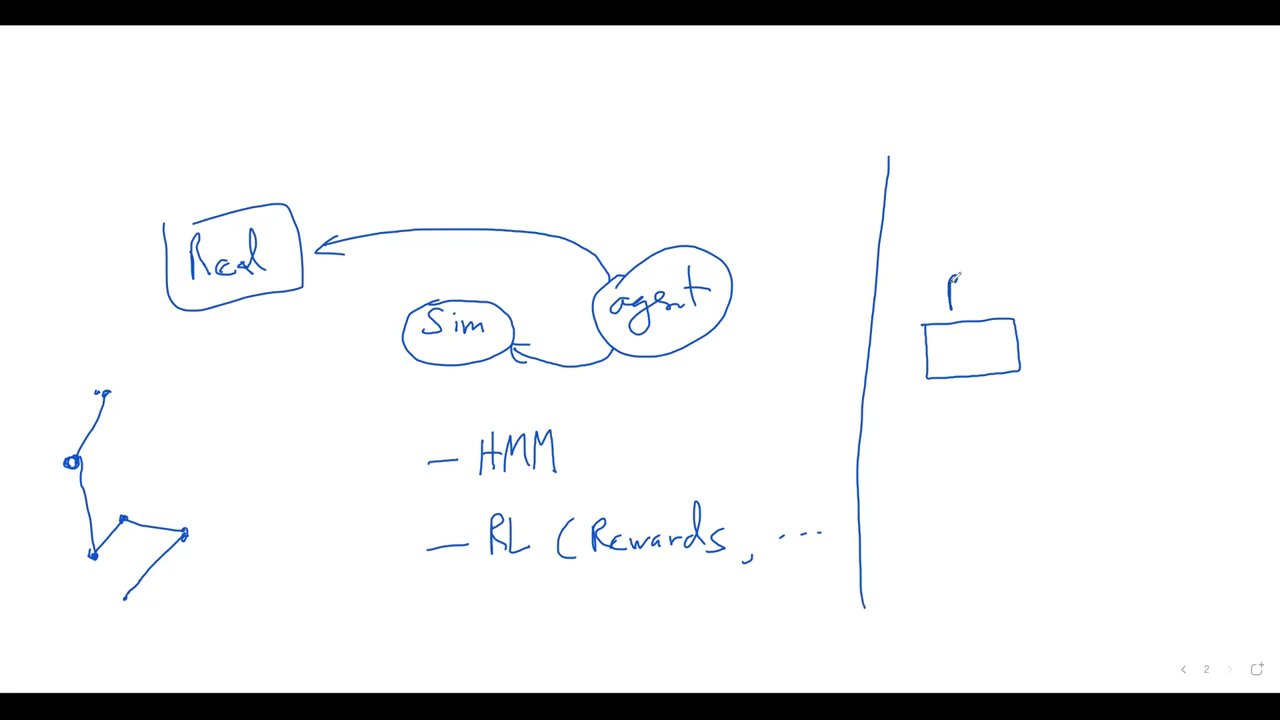 Real
agent
Sim
– HMM
– RL (Rewards, ...
2